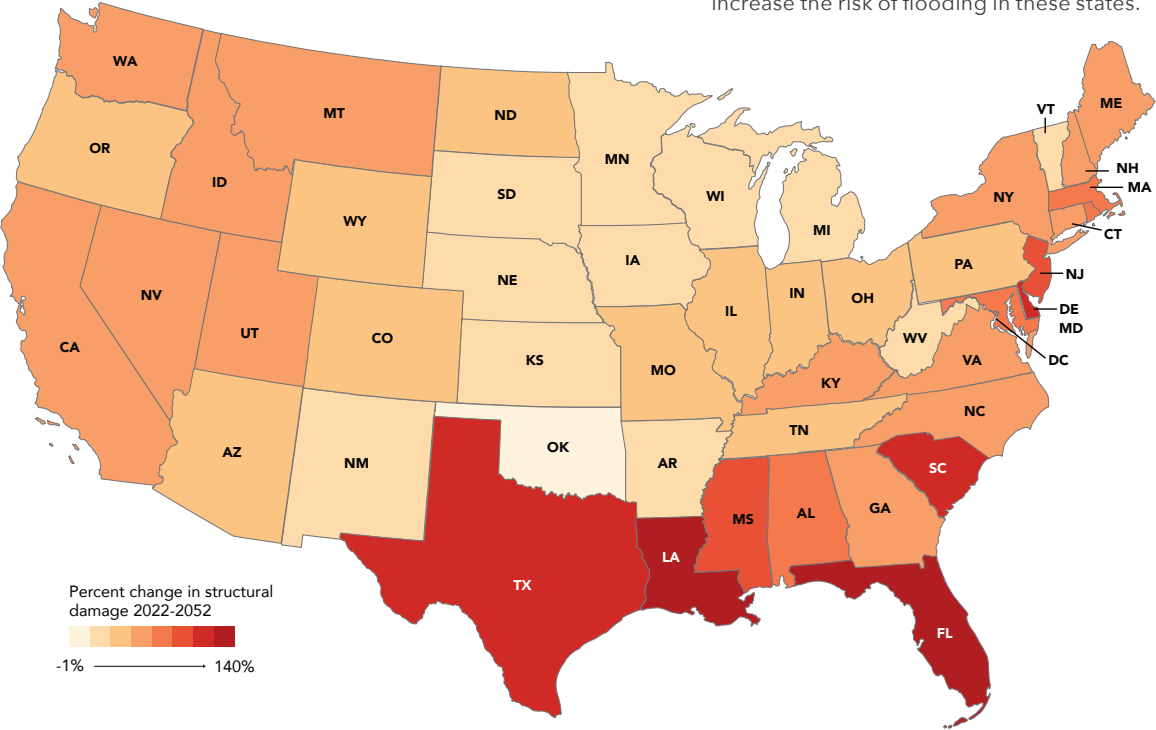 increase the risk of flooding in these states.
WA
MT
ND
MN
VT
ME
OR
ID
SD
WI
NH
MA
NY
WY
MI
CT
IA
PA
NE
NJ
NV
IN
OH
IL
DE
MD
UT
CO
WV
CA
KS
VA
DC
MO
KY
NC
TN
AZ
NM
OK
AR
SC
MS
AL
GA
LA
TX
FL
Percent change in structural
damage 2022-2052
-1% 140%